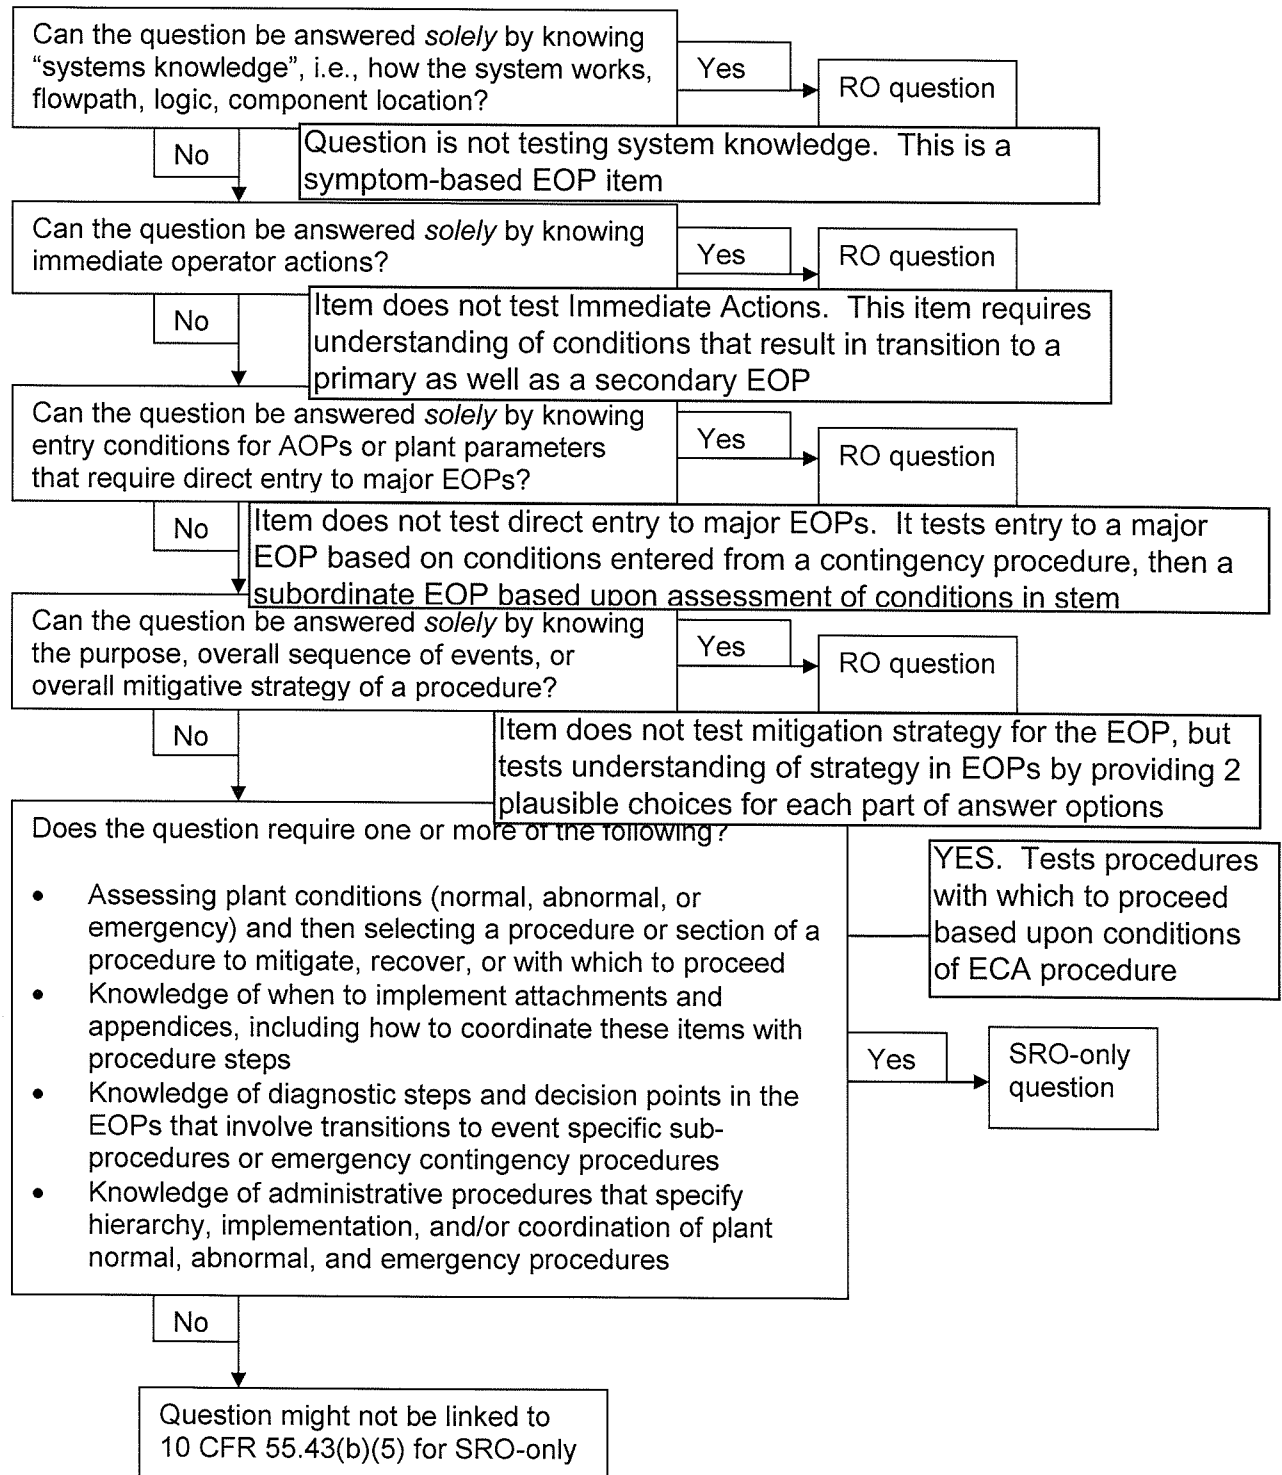 Can the question be answered solely by knowing
“systems knowledge”, i.e., how the system works,
flowpath, logic, component location?
Yes
RO question
No
Question is not testing system knowledge.  This is a
symptom-based EOP item
Can the question be answered solely by knowing
immediate operator actions?
Yes
RO question
No
Item does not test Immediate Actions.  This item requires
understanding of conditions that result in transition to a
primary as well as a secondary EOP
Can the question be answered solely by knowing
entry conditions for AOPs or plant parameters
that require direct entry to major EOPs?
Yes
RO question
No
Item does not test direct entry to major EOPs.  It tests entry to a major
EOP based on conditions entered from a contingency procedure, then a
subordinate EOP based upon assessment of conditions in stem
Can the question be answered solely by knowing
the purpose, overall sequence of events, or
overall mitigative strategy of a procedure?
Yes
RO question
No
Item does not test mitigation strategy for the EOP, but
tests understanding of strategy in EOPs by providing 2
plausible choices for each part of answer options
Does the question require one or more of the following?
• Assessing plant conditions (normal, abnormal, or
emergency) and then selecting a procedure or section of a
procedure to mitigate, recover, or with which to proceed
• Knowledge of when to implement attachments and
appendices, including how to coordinate these items with
procedure steps
• Knowledge of diagnostic steps and decision points in the
EOPs that involve transitions to event specific sub-
procedures or emergency contingency procedures
• Knowledge of administrative procedures that specify
hierarchy, implementation, and/or coordination of plant
normal, abnormal, and emergency procedures
YES.  Tests procedures
with which to proceed
based upon conditions
of ECA procedure
Yes
SRO-only
question
No
Question might not be linked to
10 CFR 55.43(b)(5) for SRO-only